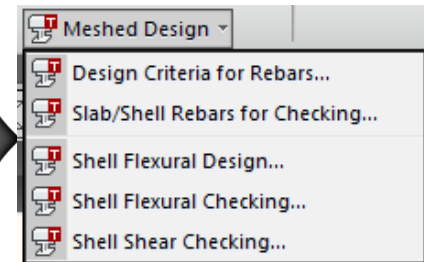 Meshed Design
Design Criteria for Rebars...
Slab/Shell Rebars for Checking...
Shell Flexural Design...
Shell Flexural Checking...
Shell Shear Checking...